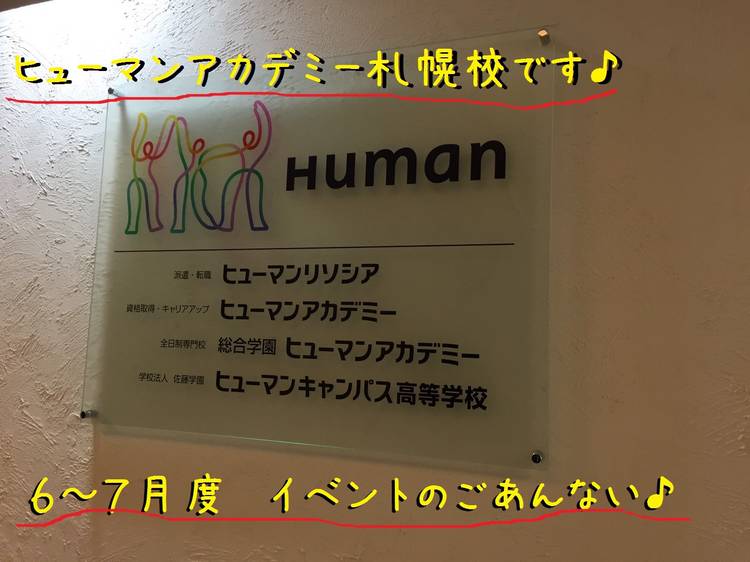 ヒューマンアカデミー札幌校です♪
Human
派遣・転職 ヒューマンリソシア
資格取得・キャリアアップ ヒューマンアカデミー
全日制専門校 総合学園 ヒューマンアカデミー
学校法人 佐藤学園 ヒューマンキャンパス高等学校
6～7月度 イベントのごあんない♪